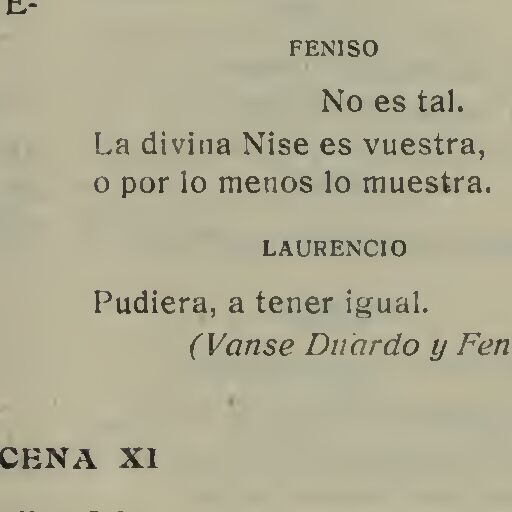 E-
FENISO
No es tal.
La divina Nise es vuestra,
o por lo menos lo muestra.
LAURENCIO
Pudiera, a tener igual.
(Vanse Duardo y Fen
CENA XI